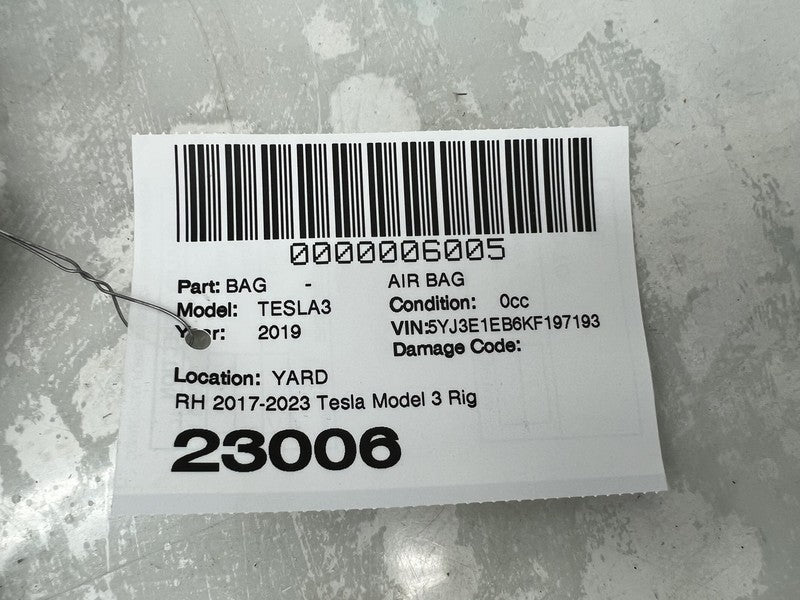 0000006005
Part: BAG - AIR BAG
Model: TESLA3 Condition: 0cc
Year: 2019 VIN:5YJ3E1EB6KF197193
Damage Code:
Location: YARD
RH 2017-2023 Tesla Model 3 Rig
23006